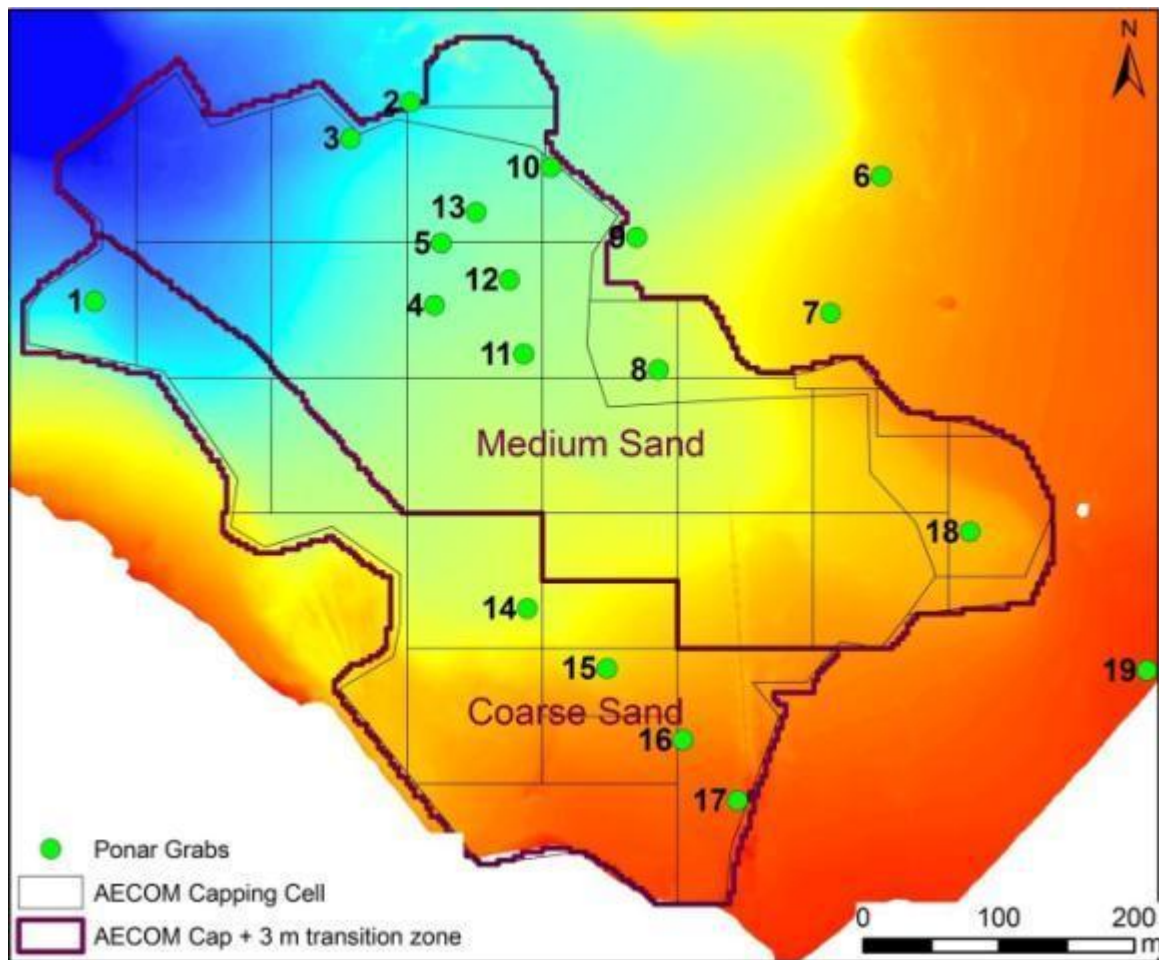 N
2
3
10
6
13
5
9
12
1
4
7
11
8
Medium Sand
18
14
15
19
Coarse Sand
16
17
Ponar Grabs
AECOM Capping Cell
AECOM Cap + 3 m transition zone
0 100 200
m